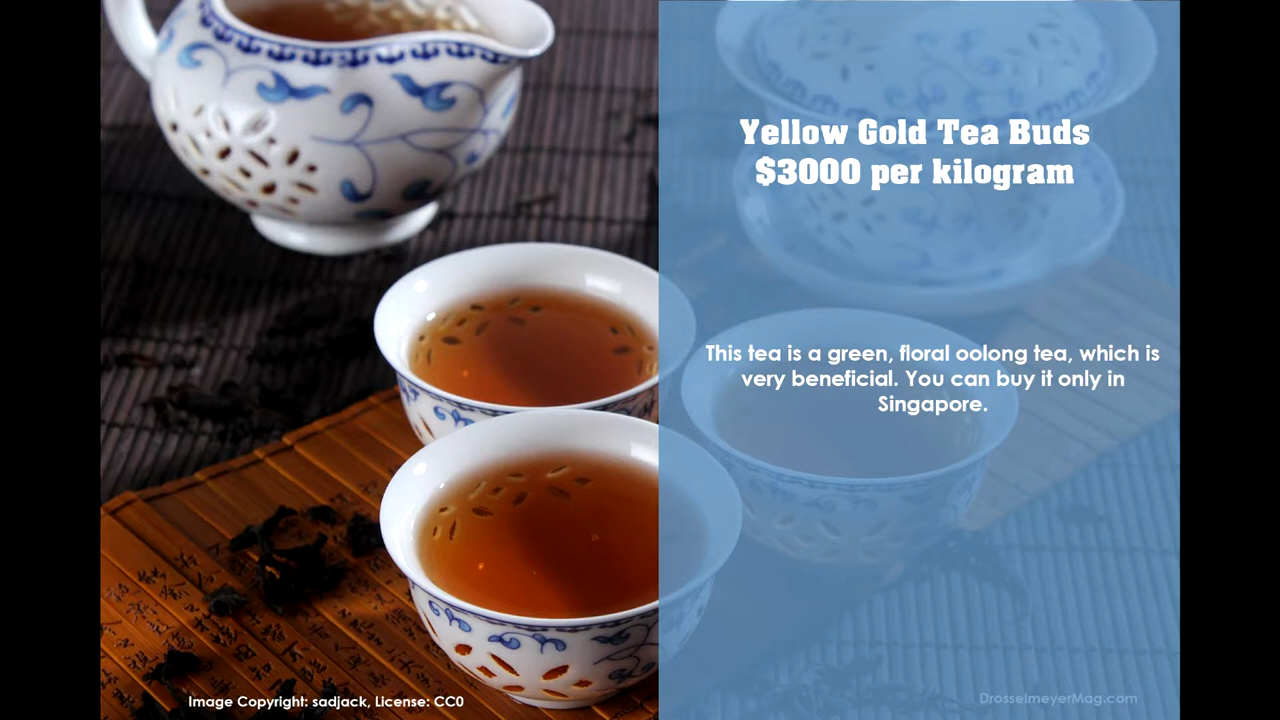 Yellow Gold Tea Buds
$3000 per kilogram
This tea is a green, floral oolong tea, which is
very beneficial. You can buy it only in
Singapore.
Image Copyright: sadjack, License: CC0
DrosselmeyerMag.com